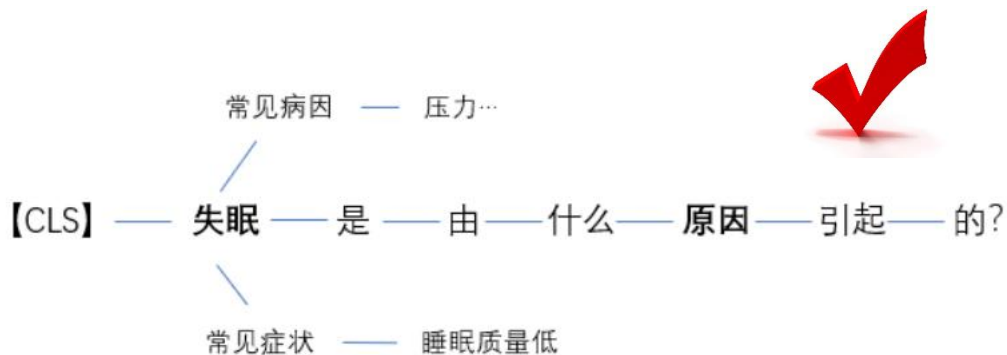 常见病因 压力…
【CLS】 失眠 是 由 什么 原因 引起 的?
常见症状 睡眠质量低